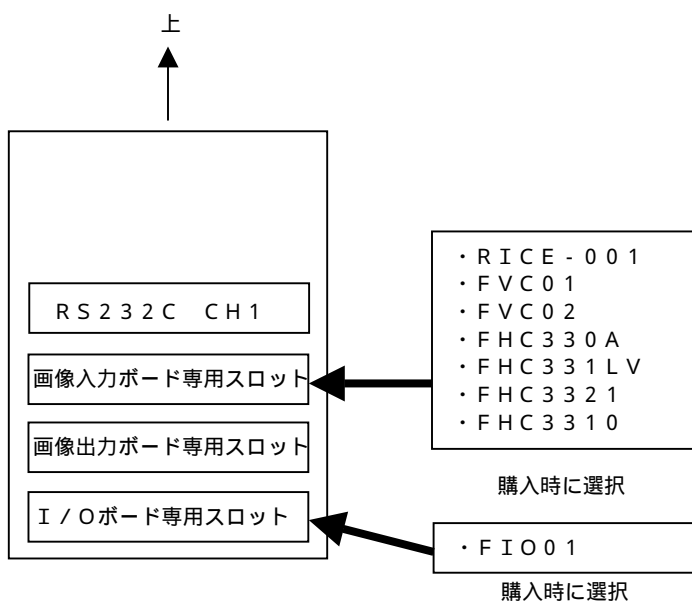 上
RS232C CH1
画像入力ボード専用スロット
画像出力ボード専用スロット
I/Oボード専用スロット
・RICE-001
・FVC01
・FVC02
・FHC330A
・FHC331LV
・FHC3321
・FHC3310
購入時に選択
・FIO01
購入時に選択